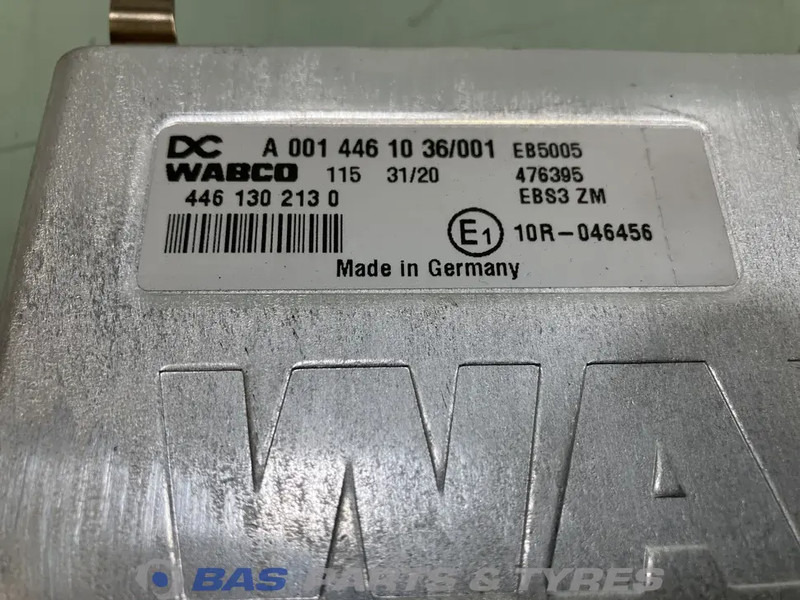 DC A 001 446 10 36/001 EB5005
WABCO 115 31/20 476395
446 130 213 0 EBS3 ZM
E1 10R-046456
Made in Germany
WA
BAS PARTS & TYRES